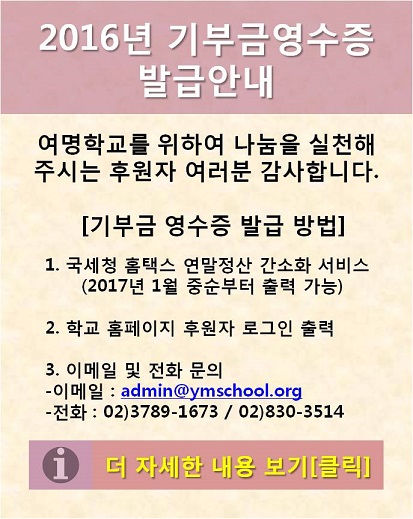 2016년 기부금영수증
발급안내
여명학교를 위하여 나눔을 실천해
주시는 후원자 여러분 감사합니다.
[기부금 영수증 발급 방법]
1. 국세청 홈택스 연말정산 간소화 서비스
(2017년 1월 중순부터 출력 가능)
2. 학교 홈페이지 후원자 로그인 출력
3. 이메일 및 전화 문의
-이메일 : admin@ymschool.org
-전화 : 02)3789-1673 / 02)830-3514
i 더 자세한 내용 보기[클릭]